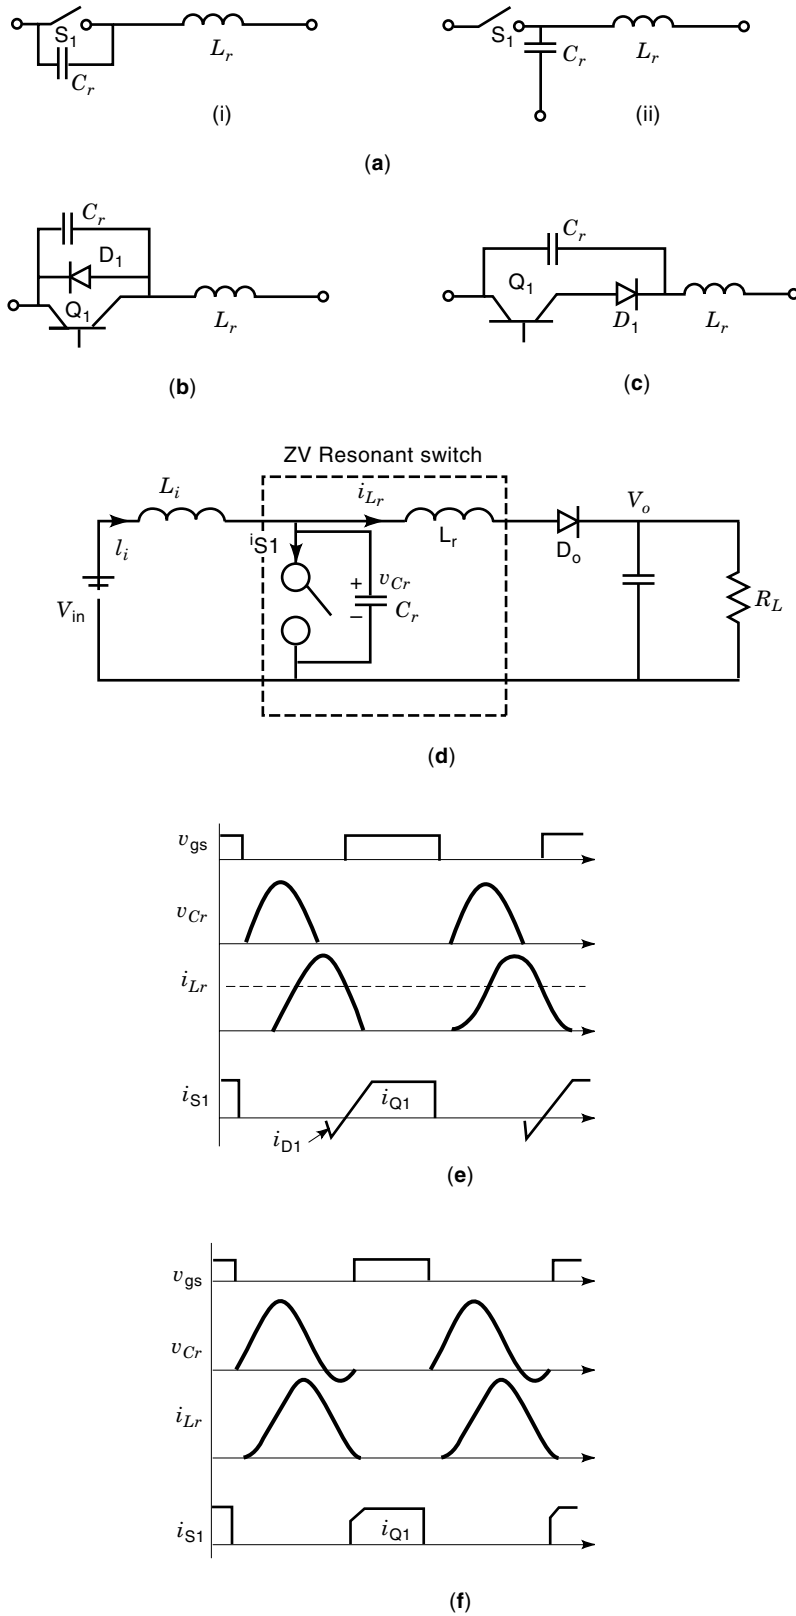 S1
Lr
Cr
(i)
S1
Cr
Lr
(ii)
(a)
Cr
D1
Q1
Lr
(b)
Cr
Q1
D1
Lr
(c)
ZV Resonant switch
Li
iLr
Vo
li
iS1
Lr
Do
+
vCr
Vin
Cr
RL
–
(d)
vgs
vCr
iLr
iS1
iQ1
iD1
(e)
vgs
vCr
iLr
iS1
iQ1
(f)